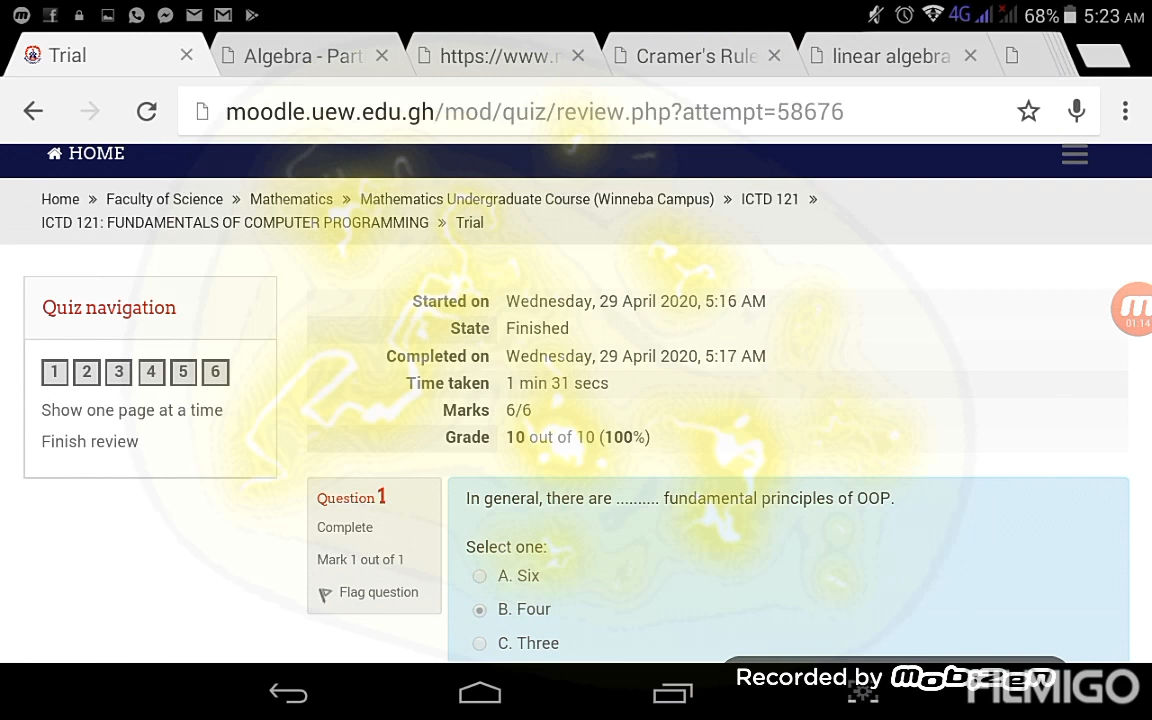 4G 68% 5:23 AM
Trial
Algebra - Part
https://www.r
Cramer's Rule
linear algebra
moodle.uew.edu.gh/mod/quiz/review.php?attempt=58676
HOME
Home » Faculty of Science » Mathematics » Mathematics Undergraduate Course (Winneba Campus) » ICTD 121 »
ICTD 121: FUNDAMENTALS OF COMPUTER PROGRAMMING » Trial
Quiz navigation
1 2 3 4 5 6
Show one page at a time
Finish review
Started on Wednesday, 29 April 2020, 5:16 AM
State Finished
Completed on Wednesday, 29 April 2020, 5:17 AM
Time taken 1 min 31 secs
Marks 6/6
Grade 10 out of 10 (100%)
01:14
Question 1
Complete
Mark 1 out of 1
Flag question
In general, there are .......... fundamental principles of OOP.
Select one:
A. Six
B. Four
C. Three
Recorded by
FILMIGO